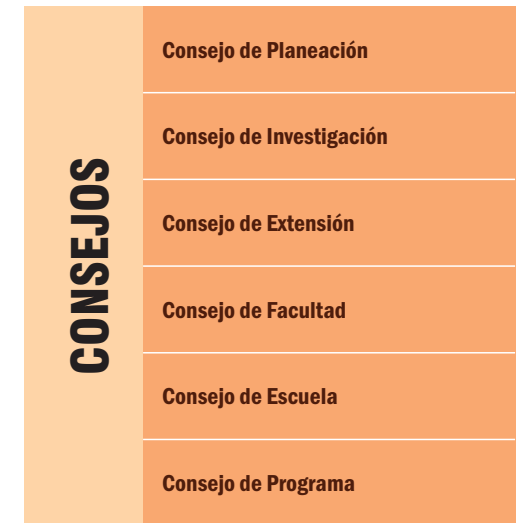 CONSEJOS
Consejo de Planeación
Consejo de Investigación
Consejo de Extensión
Consejo de Facultad
Consejo de Escuela
Consejo de Programa